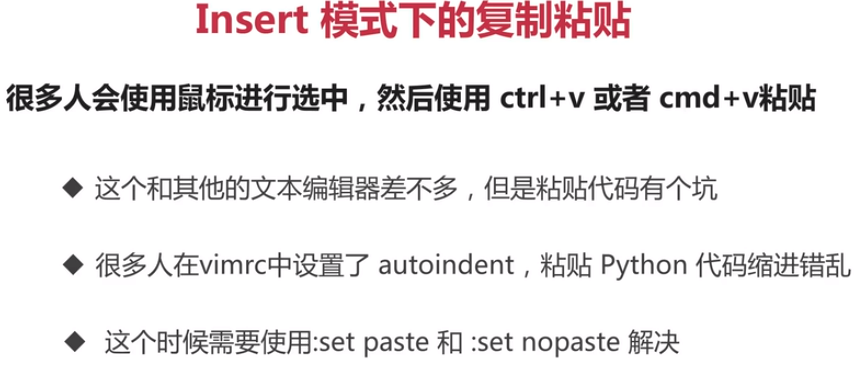 Insert 模式下的复制粘贴
很多人会使用鼠标进行选中，然后使用 ctrl+v 或者 cmd+v粘贴
◆ 这个和其他的文本编辑器差不多，但是粘贴代码有个坑
◆ 很多人在vimrc中设置了 autoindent，粘贴 Python 代码缩进错乱
◆ 这个时候需要使用:set paste 和 :set nopaste 解决